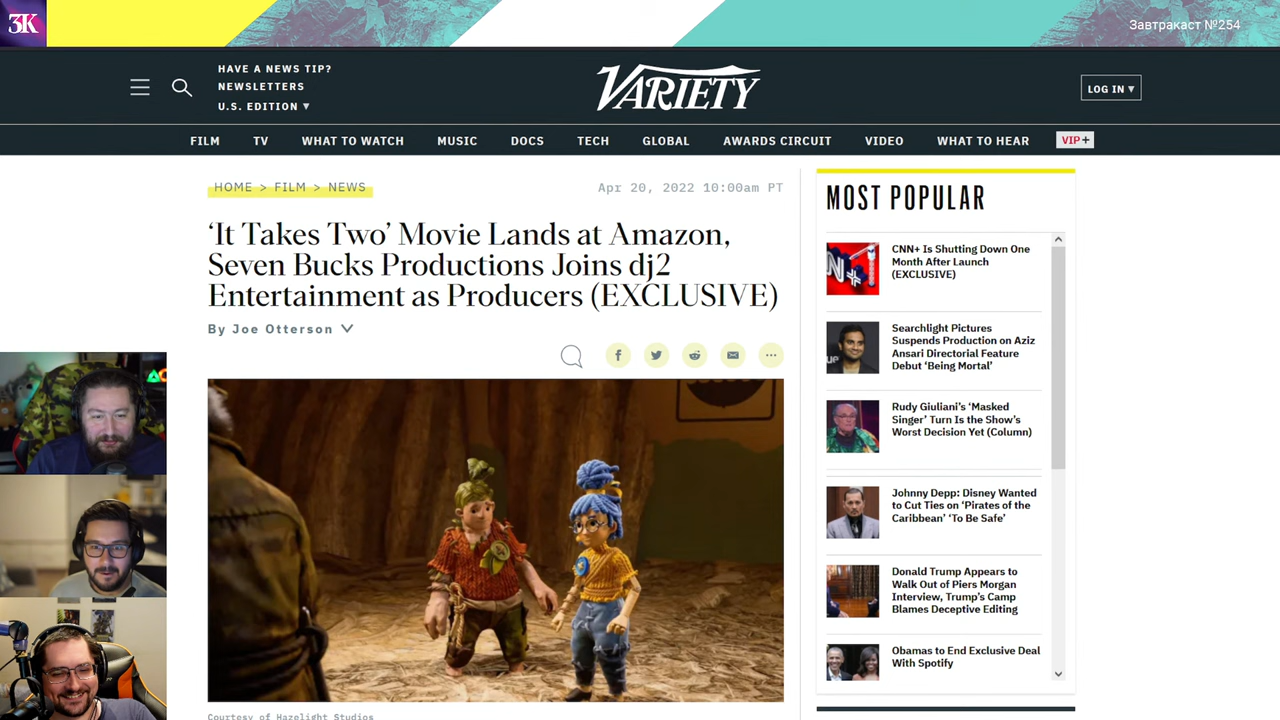 ЗК
Завтракаст №254
HAVE A NEWS TIP?
NEWSLETTERS
U.S. EDITION ▾
VARIETY
LOG IN ▾
FILM TV WHAT TO WATCH MUSIC DOCS TECH GLOBAL AWARDS CIRCUIT VIDEO WHAT TO HEAR VIP+
HOME > FILM > NEWS
Apr 20, 2022 10:00am PT
‘It Takes Two’ Movie Lands at Amazon,
Seven Bucks Productions Joins dj2
Entertainment as Producers (EXCLUSIVE)
By Joe Otterson
Courtesy of Hazelight Studios
MOST POPULAR
CNN+ Is Shutting Down One
Month After Launch
(EXCLUSIVE)
Searchlight Pictures
Suspends Production on Aziz
Ansari Directorial Feature
Debut ‘Being Mortal’
Rudy Giuliani’s ‘Masked
Singer’ Turn Is the Show’s
Worst Decision Yet (Column)
Johnny Depp: Disney Wanted
to Cut Ties on ‘Pirates of the
Caribbean’ ‘To Be Safe’
Donald Trump Appears to
Walk Out of Piers Morgan
Interview, Trump’s Camp
Blames Deceptive Editing
Obamas to End Exclusive Deal
With Spotify